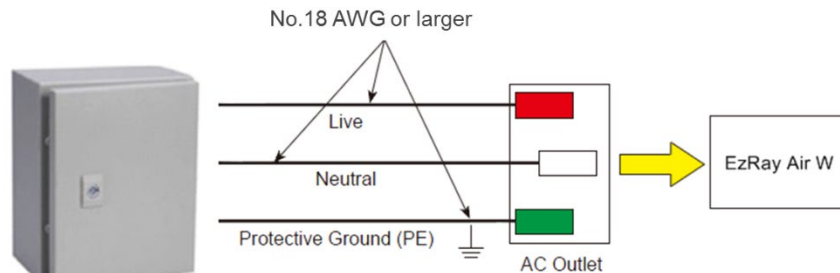 No.18 AWG or larger
Live
Neutral
EzRay Air W
Protective Ground (PE)
AC Outlet